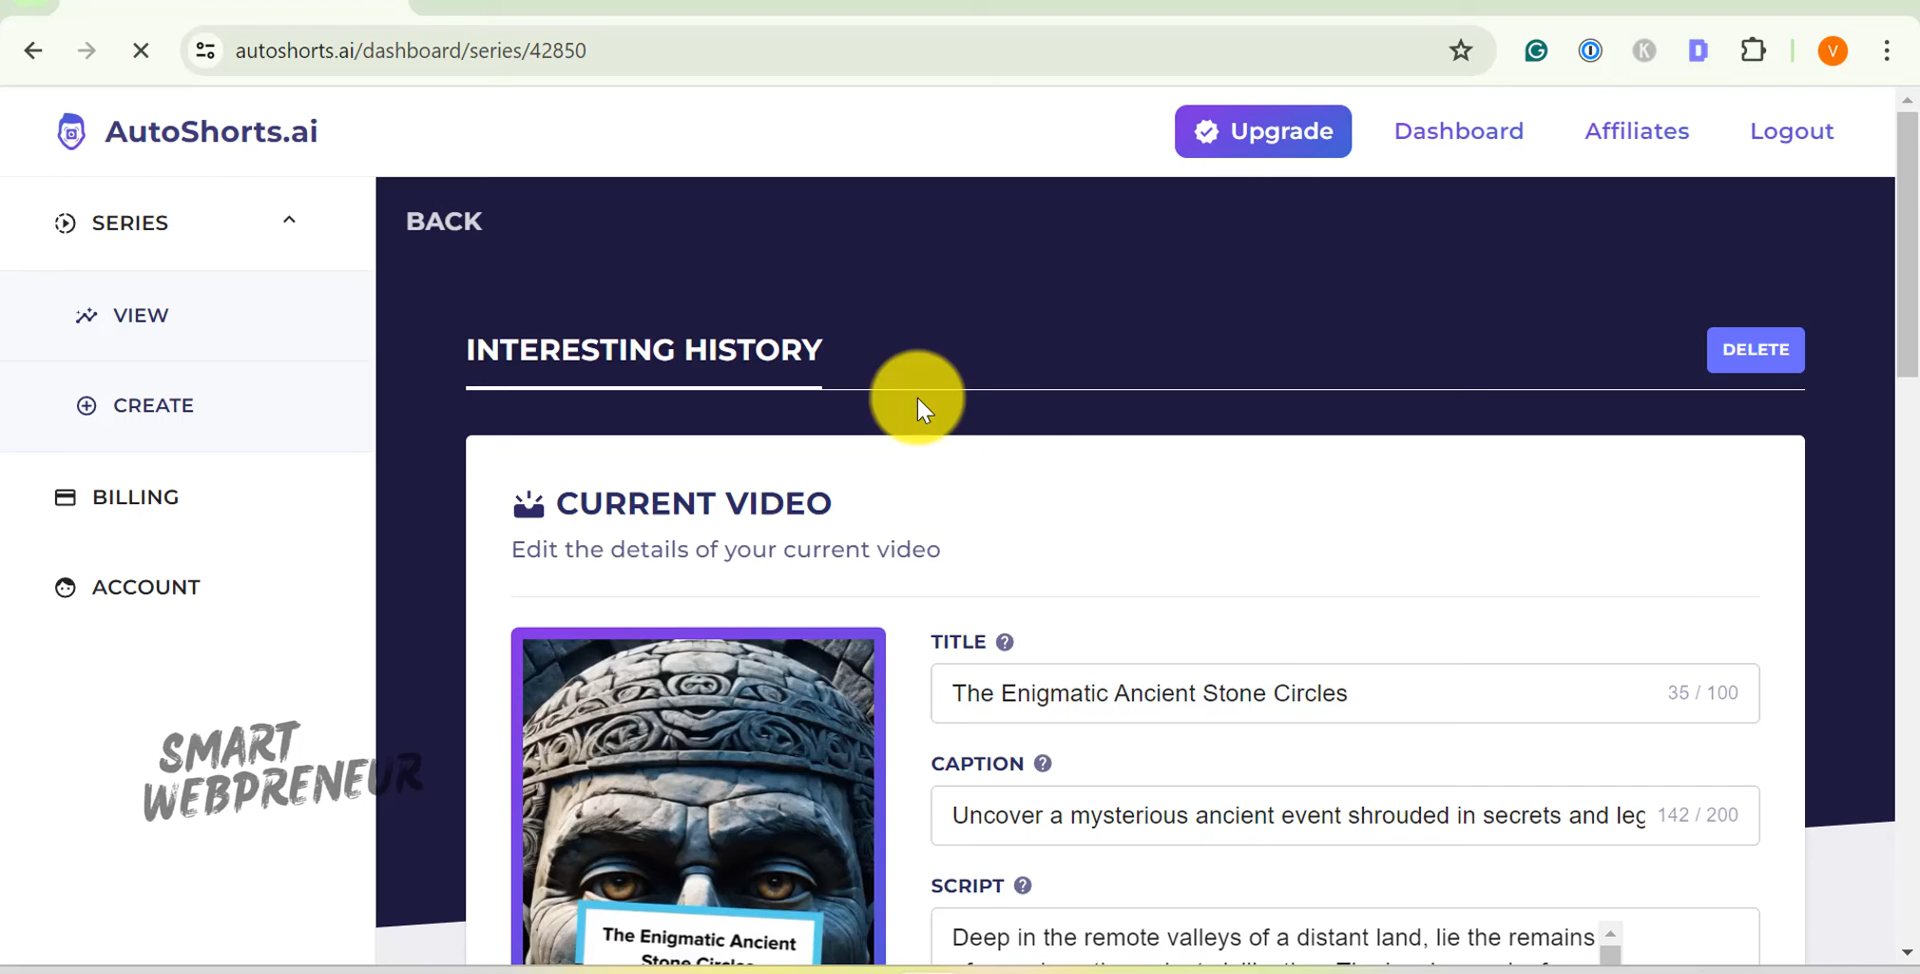 autoshorts.ai/dashboard/series/42850
V
AutoShorts.ai
Upgrade
Dashboard
Affiliates
Logout
SERIES
VIEW
CREATE
BILLING
ACCOUNT
BACK
INTERESTING HISTORY
DELETE
CURRENT VIDEO
Edit the details of your current video
TITLE
The Enigmatic Ancient Stone Circles
35 / 100
CAPTION
Uncover a mysterious ancient event shrouded in secrets and leg
142 / 200
SCRIPT
Deep in the remote valleys of a distant land, lie the remains
The Enigmatic Ancient
Stone Circles
SMART
WEBPRENEUR